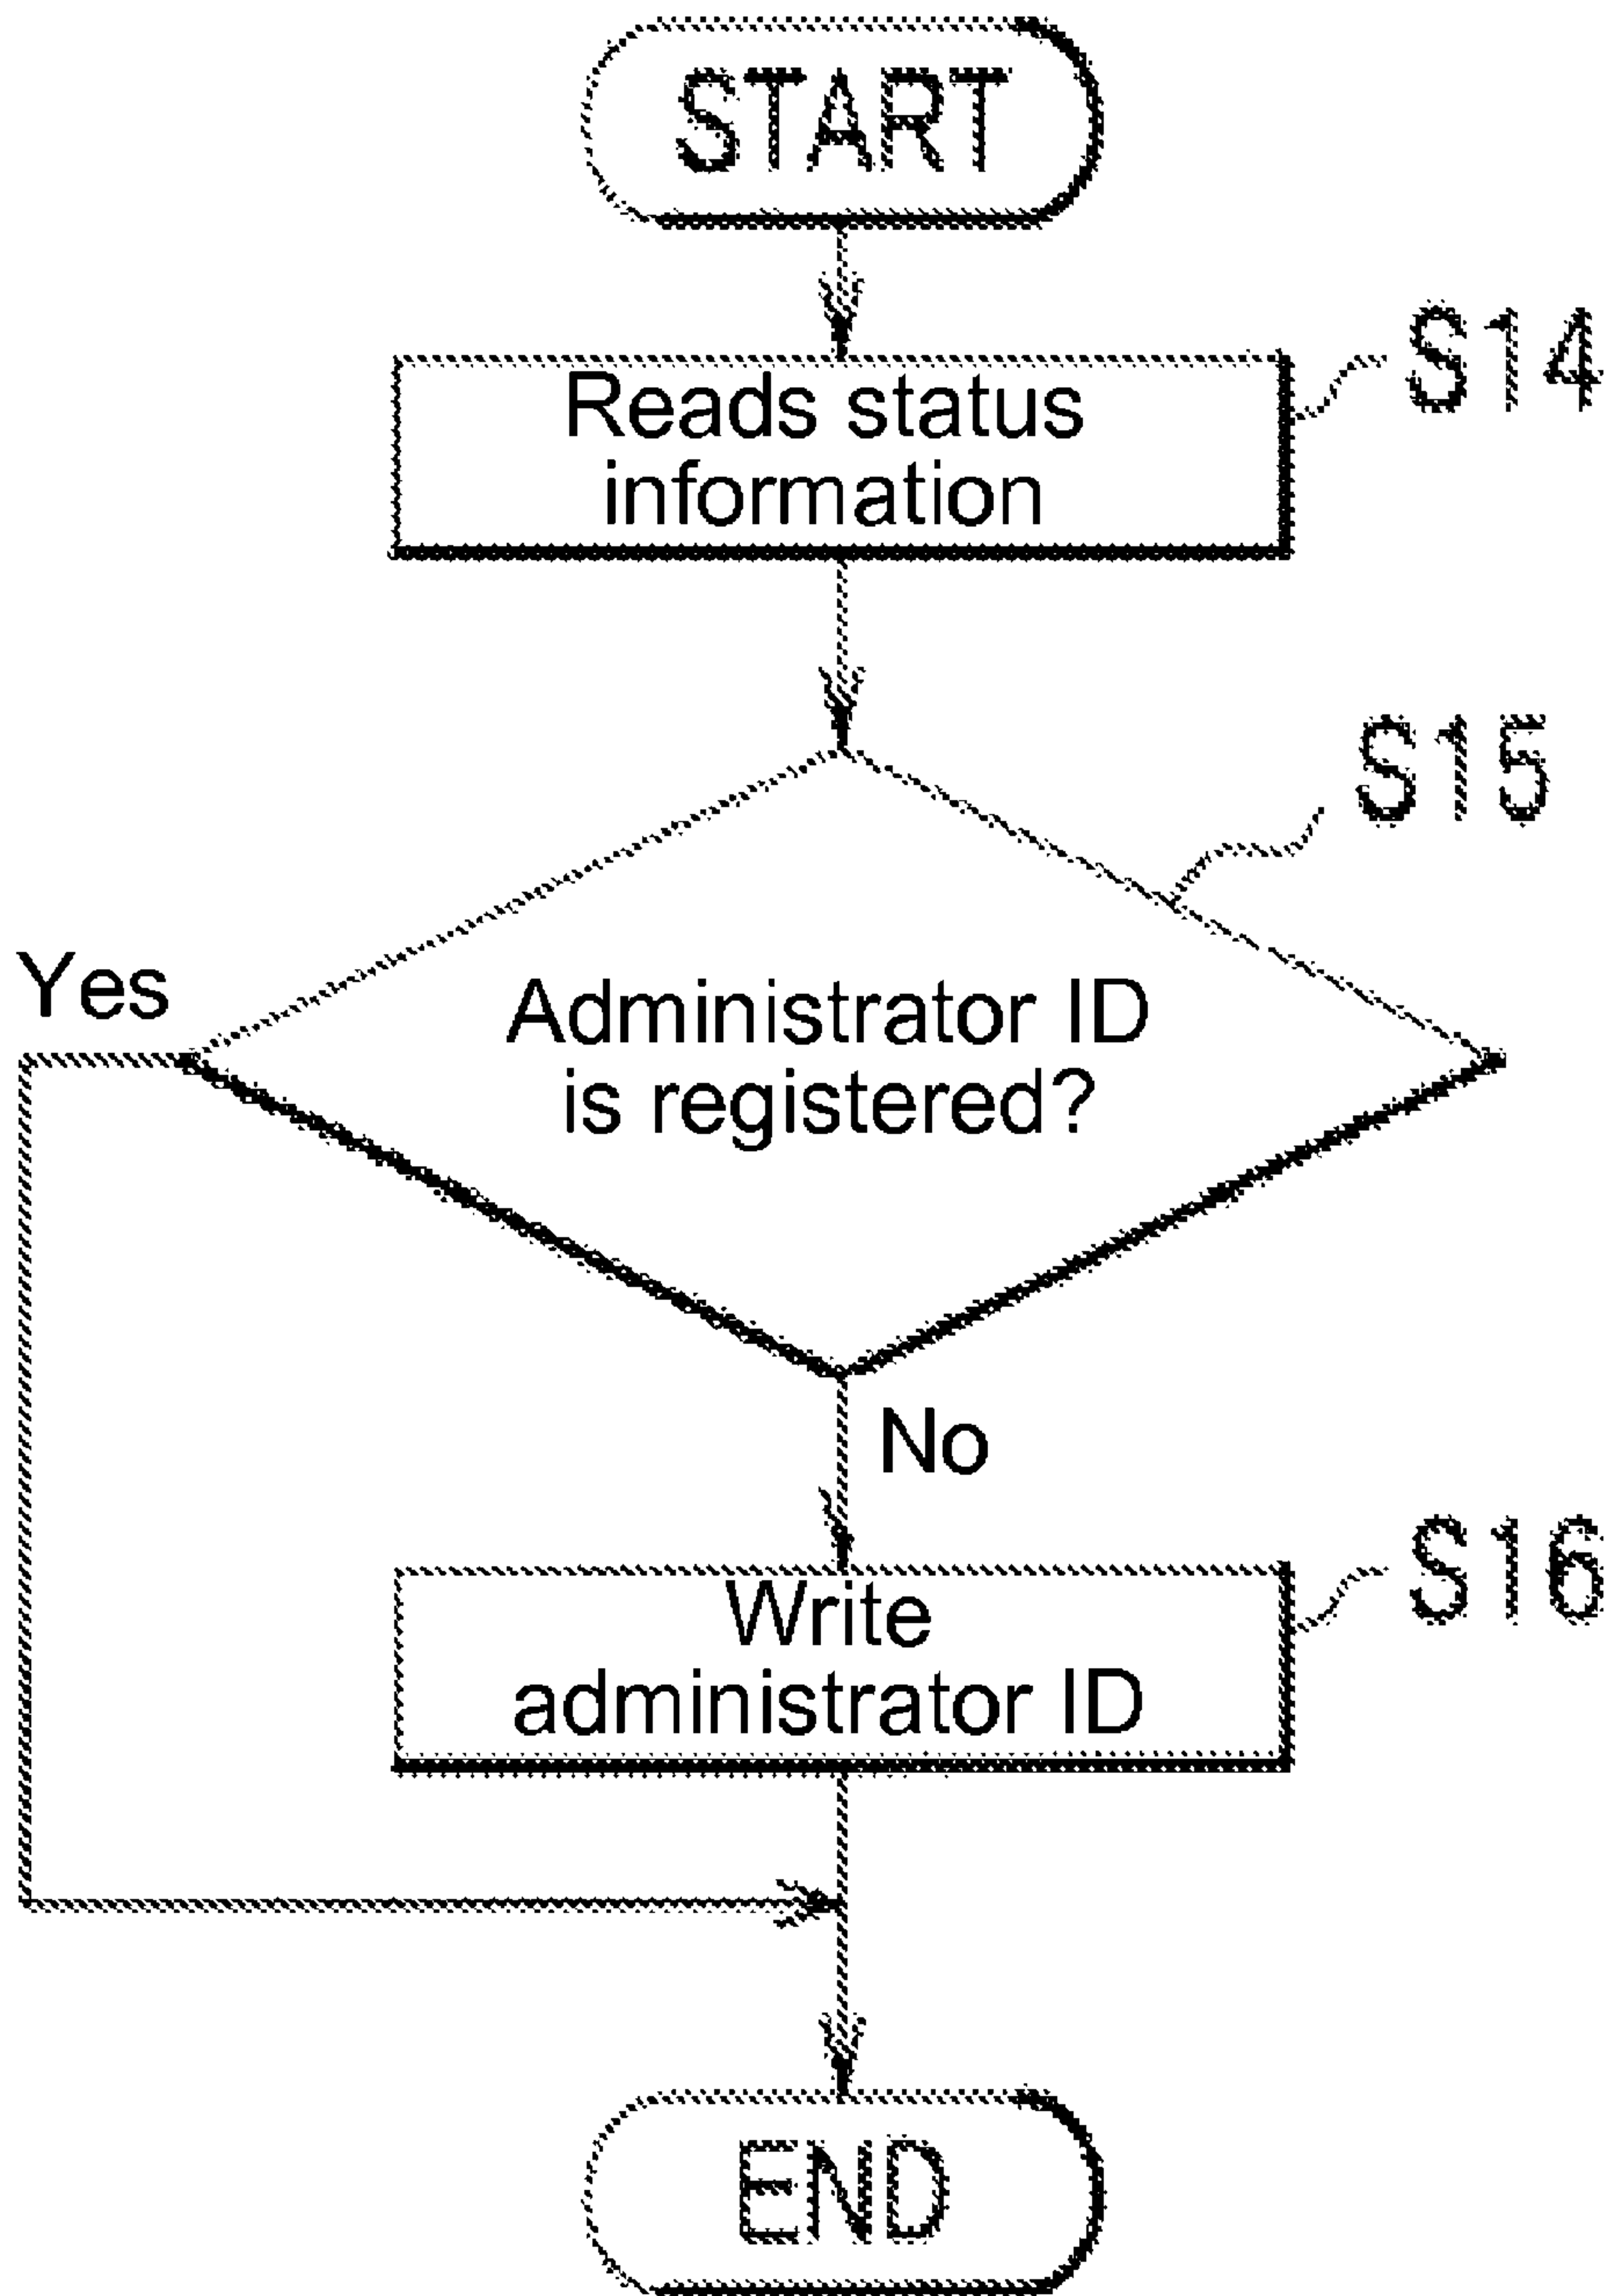 START
Reads status
information
S14
S15
Yes
Administrator ID
is registered?
No
Write
administrator ID
S16
END